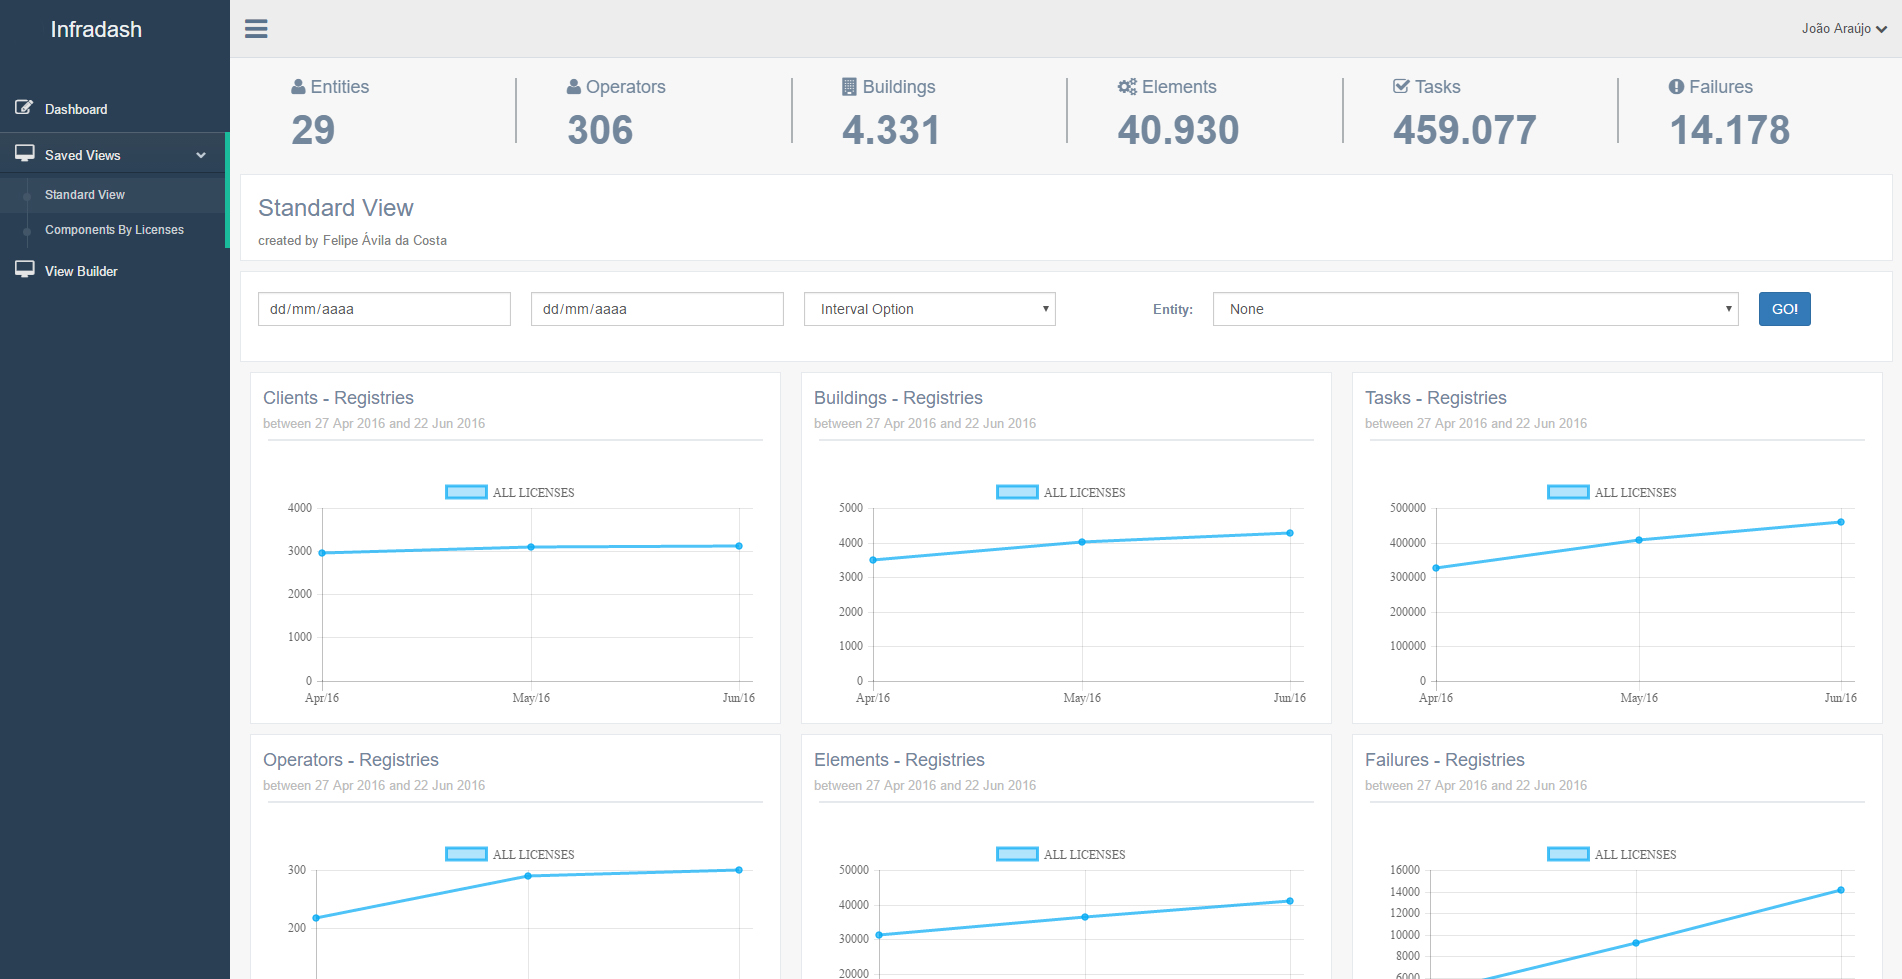 Infradash
João Araújo
Dashboard
Saved Views
Standard View
Components By Licenses
View Builder
Entities
29
Operators
306
Buildings
4.331
Elements
40.930
Tasks
459.077
Failures
14.178
Standard View
created by Felipe Ávila da Costa
dd/mm/aaaa
dd/mm/aaaa
Interval Option
Entity:
None
GO!
Clients - Registries
between 27 Apr 2016 and 22 Jun 2016
ALL LICENSES
4000
3000
2000
1000
0
Apr/16 May/16 Jun/16
Buildings - Registries
between 27 Apr 2016 and 22 Jun 2016
ALL LICENSES
5000
4000
3000
2000
1000
0
Apr/16 May/16 Jun/16
Tasks - Registries
between 27 Apr 2016 and 22 Jun 2016
ALL LICENSES
500000
400000
300000
200000
100000
0
Apr/16 May/16 Jun/16
Operators - Registries
between 27 Apr 2016 and 22 Jun 2016
ALL LICENSES
300
200
Elements - Registries
between 27 Apr 2016 and 22 Jun 2016
ALL LICENSES
50000
40000
30000
20000
Failures - Registries
between 27 Apr 2016 and 22 Jun 2016
ALL LICENSES
16000
14000
12000
10000
8000
6000